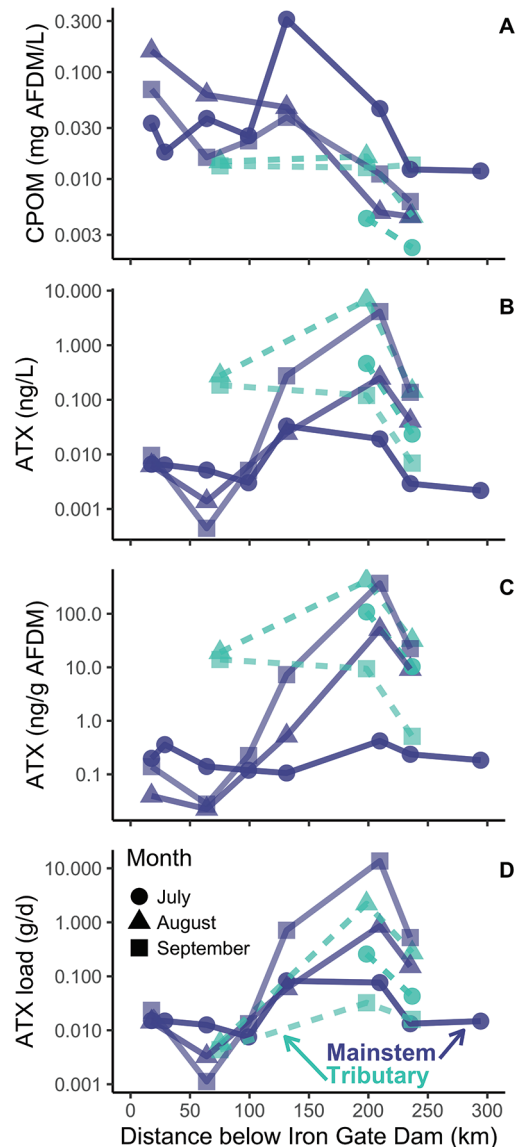 A
CPOM (mg AFDM/L)
0.300
0.100
0.030
0.010
0.003
B
ATX (ng/L)
10.000
1.000
0.100
0.010
0.001
C
ATX (ng/g AFDM)
100.0
10.0
1.0
0.1
D
ATX load (g/d)
10.000
1.000
0.100
0.010
0.001
Month
July
August
September
Mainstem
Tributary
0 50 100 150 200 250 300
Distance below Iron Gate Dam (km)